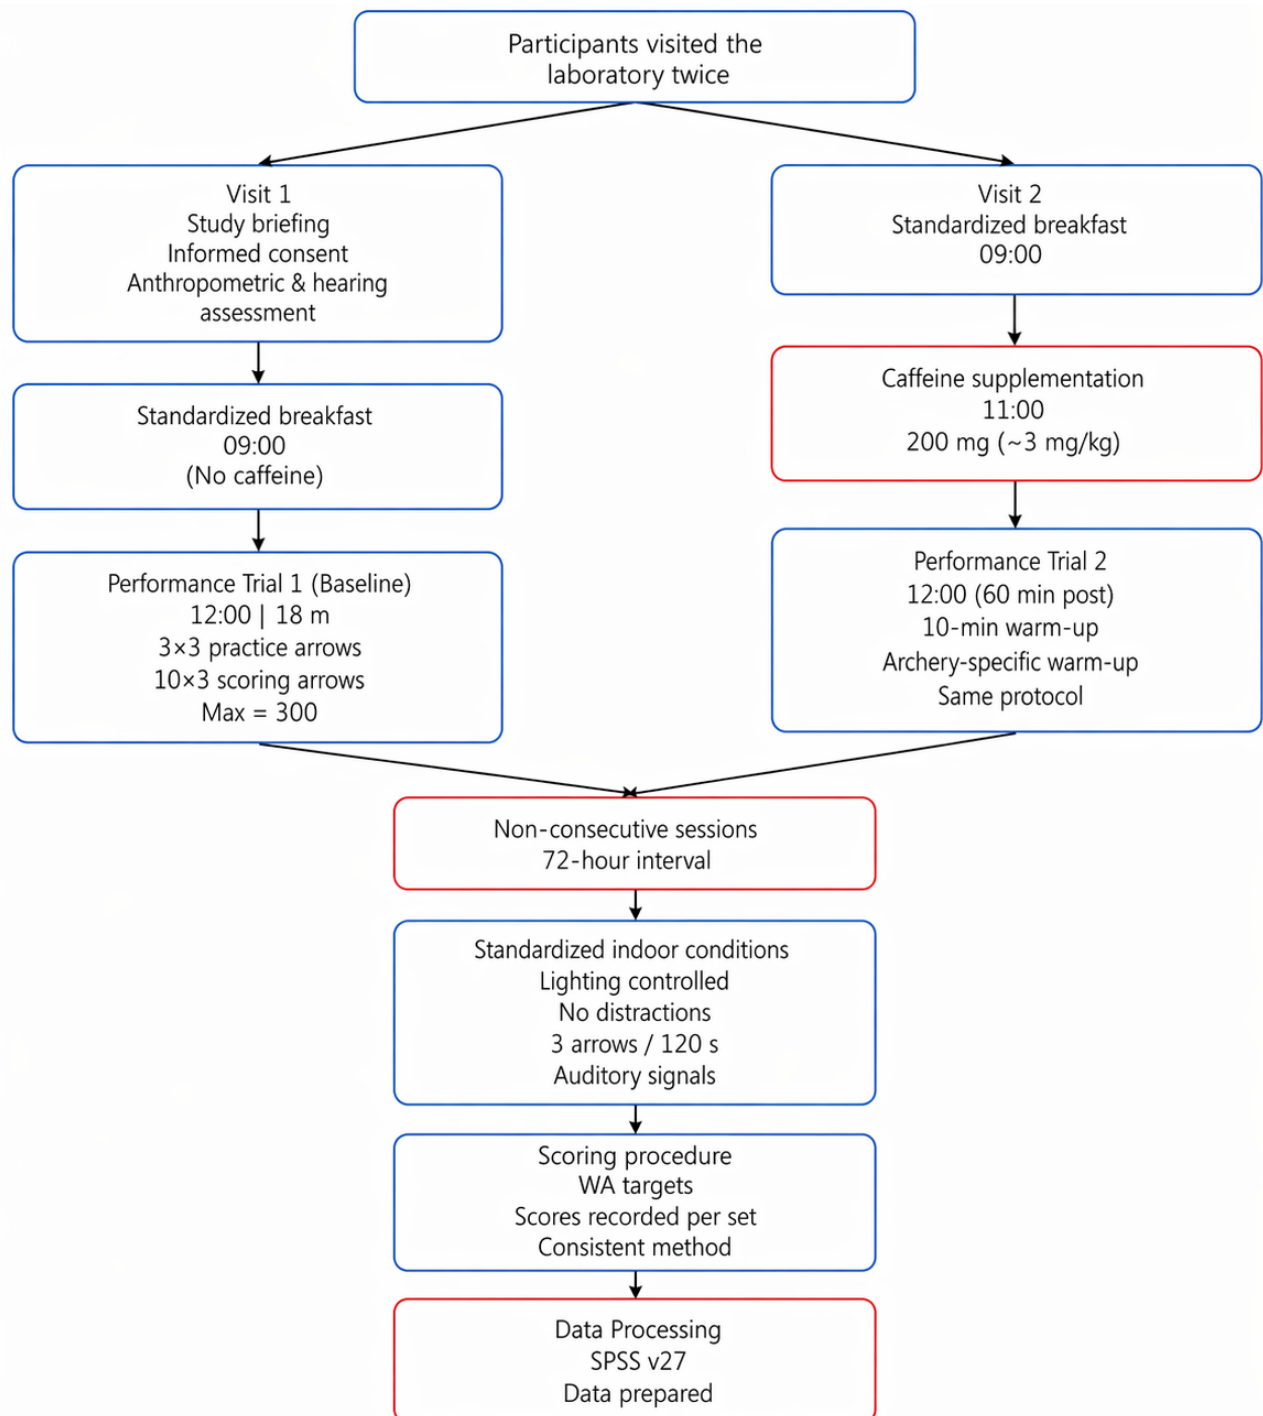 Participants visited the
laboratory twice
Visit 1
Study briefing
Informed consent
Anthropometric & hearing
assessment
Standardized breakfast
09:00
(No caffeine)
Performance Trial 1 (Baseline)
12:00 | 18 m
3×3 practice arrows
10×3 scoring arrows
Max = 300
Visit 2
Standardized breakfast
09:00
Caffeine supplementation
11:00
200 mg (~3 mg/kg)
Performance Trial 2
12:00 (60 min post)
10-min warm-up
Archery-specific warm-up
Same protocol
Non-consecutive sessions
72-hour interval
Standardized indoor conditions
Lighting controlled
No distractions
3 arrows / 120 s
Auditory signals
Scoring procedure
WA targets
Scores recorded per set
Consistent method
Data Processing
SPSS v27
Data prepared